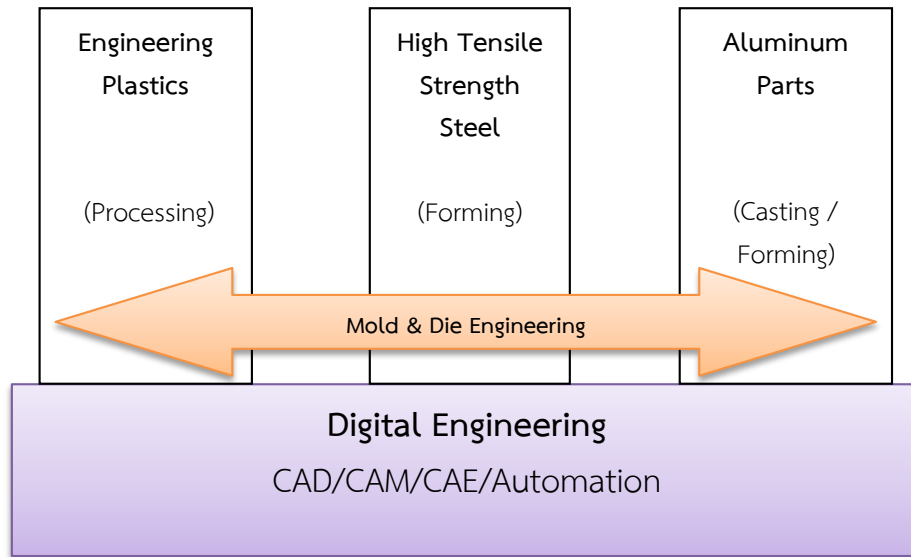 Engineering
Plastics
(Processing)
High Tensile
Strength
Steel
(Forming)
Aluminum
Parts
(Casting /
Forming)
Mold & Die Engineering
Digital Engineering
CAD/CAM/CAE/Automation